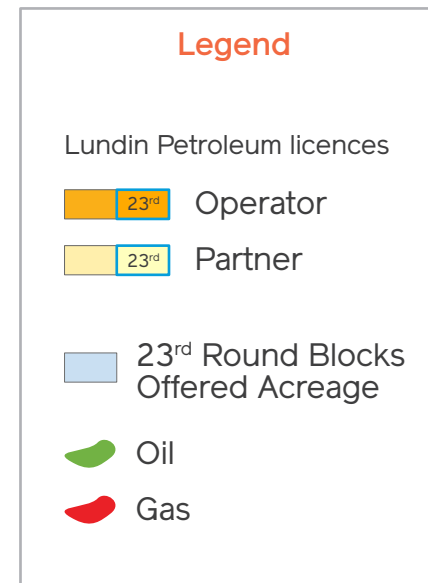 Legend
Lundin Petroleum licences
23rd Operator
23rd Partner
23rd Round Blocks
Offered Acreage
Oil
Gas